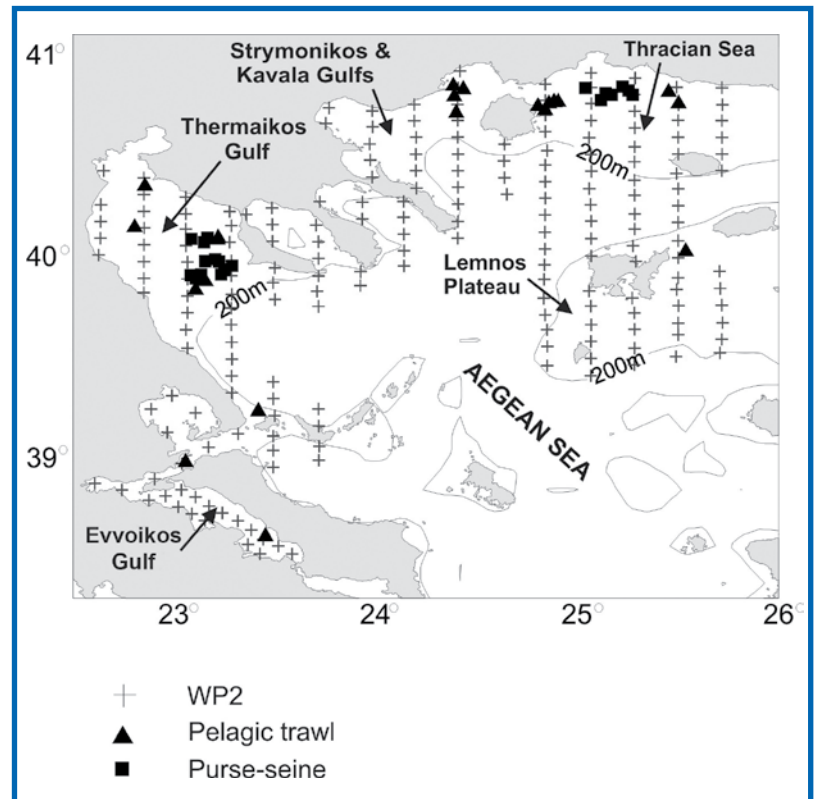 41°
Strymonikos &
Kavala Gulfs
Thracian Sea
Thermaikos
Gulf
200m
40°
Lemnos
Plateau
200m
200m
AEGEAN SEA
39°
Evvoikos
Gulf
23° 24° 25° 26°
WP2
Pelagic trawl
Purse-seine